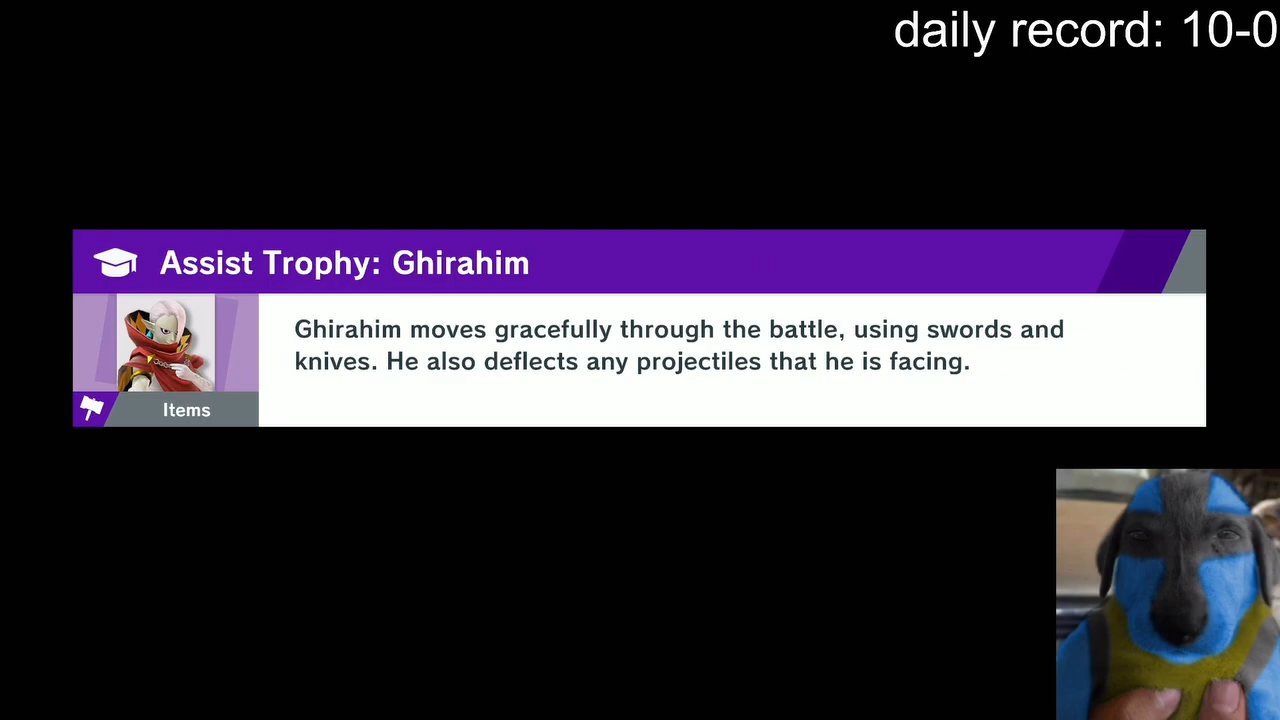 daily record: 10-0
Assist Trophy: Ghirahim
Ghirahim moves gracefully through the battle, using swords and
knives. He also deflects any projectiles that he is facing.
Items